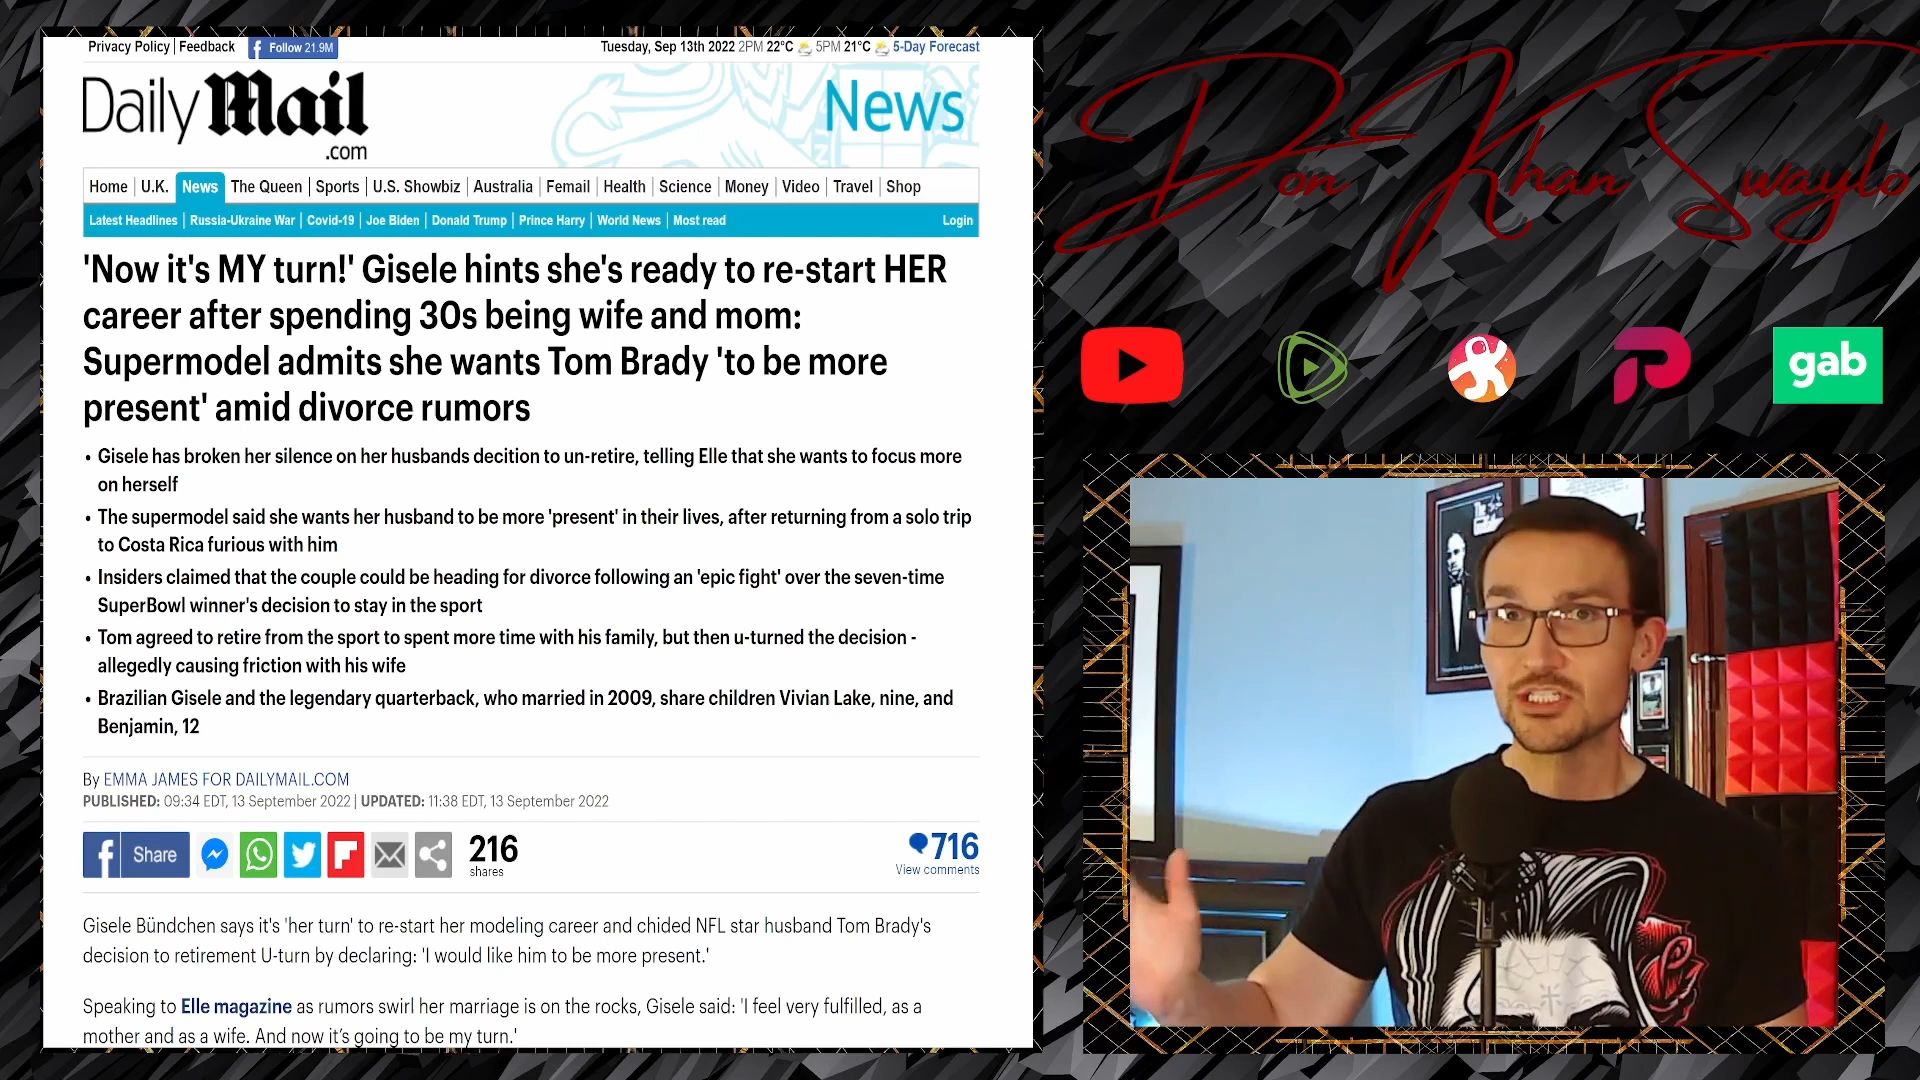 Privacy Policy | Feedback Follow 21.9M Tuesday, Sep 13th 2022 2PM 22°C 5PM 21°C 5-Day Forecast
Daily Mail
.com
News
Home U.K. News The Queen Sports U.S. Showbiz Australia Femail Health Science Money Video Travel Shop
Latest Headlines Russia-Ukraine War Covid-19 Joe Biden Donald Trump Prince Harry World News Most read Login
'Now it's MY turn!' Gisele hints she's ready to re-start HER
career after spending 30s being wife and mom:
Supermodel admits she wants Tom Brady 'to be more
present' amid divorce rumors
• Gisele has broken her silence on her husbands decition to un-retire, telling Elle that she wants to focus more
on herself
• The supermodel said she wants her husband to be more 'present' in their lives, after returning from a solo trip
to Costa Rica furious with him
• Insiders claimed that the couple could be heading for divorce following an 'epic fight' over the seven-time
SuperBowl winner's decision to stay in the sport
• Tom agreed to retire from the sport to spent more time with his family, but then u-turned the decision -
allegedly causing friction with his wife
• Brazilian Gisele and the legendary quarterback, who married in 2009, share children Vivian Lake, nine, and
Benjamin, 12
By EMMA JAMES FOR DAILYMAIL.COM
PUBLISHED: 09:34 EDT, 13 September 2022 | UPDATED: 11:38 EDT, 13 September 2022
Share
216
shares
716
View comments
Gisele Bündchen says it's 'her turn' to re-start her modeling career and chided NFL star husband Tom Brady's
decision to retirement U-turn by declaring: 'I would like him to be more present.'
Speaking to Elle magazine as rumors swirl her marriage is on the rocks, Gisele said: 'I feel very fulfilled, as a
mother and as a wife. And now it's going to be my turn.'
Don Khan Swaylo
gab